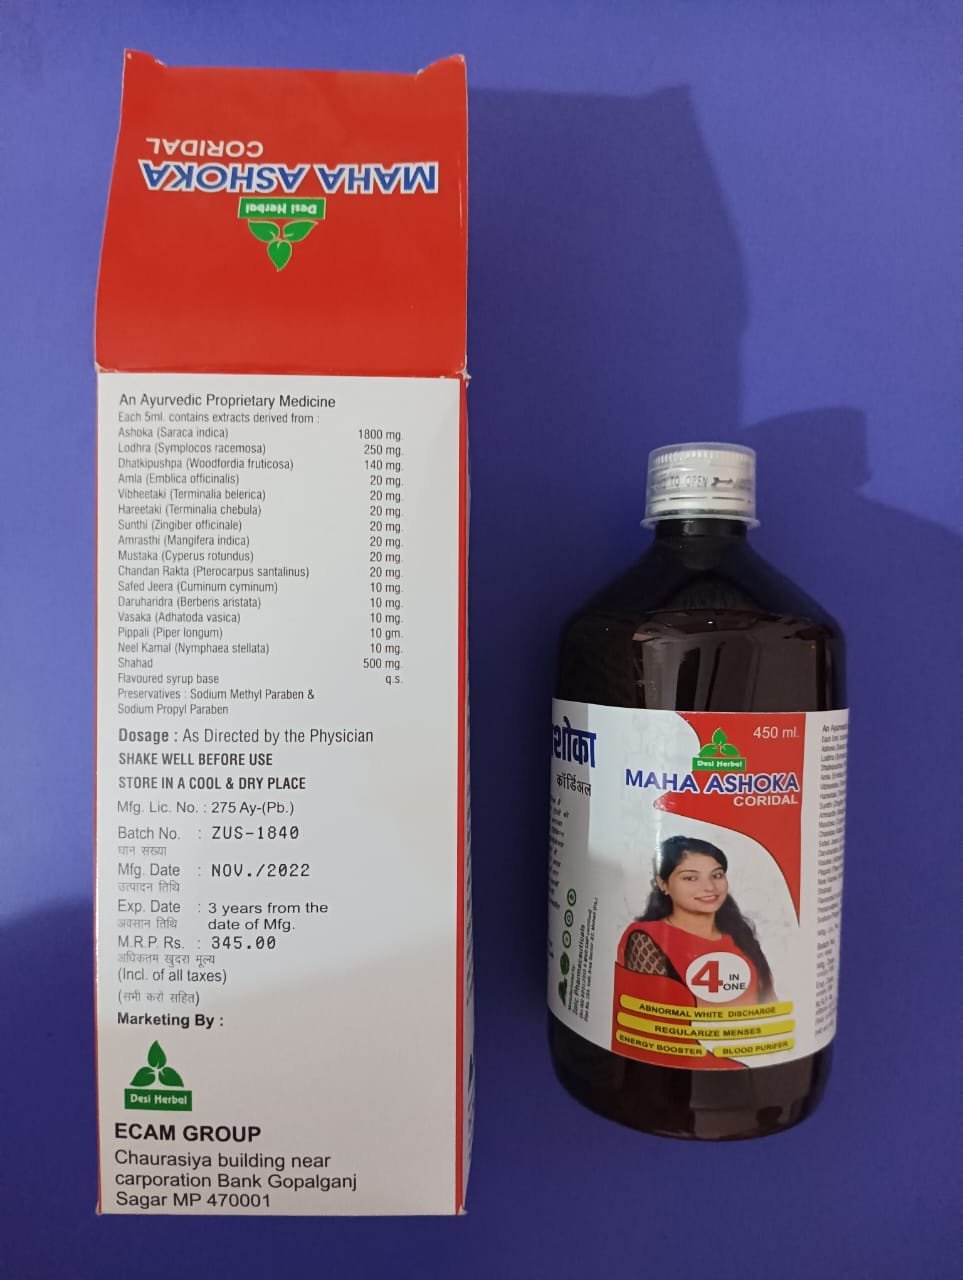 MAHA ASHOKA
CORIDAL
Desi Herbal
An Ayurvedic Proprietary Medicine
Each 5ml. contains extracts derived from :
Ashoka (Saraca indica) 1800 mg.
Lodhra (Symplocos racemosa) 250 mg.
Dhatkipushpa (Woodfordia fruticosa) 140 mg.
Amla (Emblica officinalis) 20 mg.
Vibheetaki (Terminalia belerica) 20 mg.
Hareetaki (Terminalia chebula) 20 mg.
Sunthi (Zingiber officinale) 20 mg.
Amrasthi (Mangifera indica) 20 mg.
Mustaka (Cyperus rotundus) 20 mg.
Chandan Rakta (Pterocarpus santalinus) 20 mg.
Safed Jeera (Cuminum cyminum) 10 mg.
Daruharidra (Berberis aristata) 10 mg.
Vasaka (Adhatoda vasica) 10 mg.
Pippali (Piper longum) 10 gm.
Neel Kamal (Nymphaea stellata) 10 mg.
Shahad 500 mg.
Flavoured syrup base q.s.
Preservatives : Sodium Methyl Paraben &
Sodium Propyl Paraben
Dosage : As Directed by the Physician
SHAKE WELL BEFORE USE
STORE IN A COOL & DRY PLACE
Mfg. Lic. No. : 275 Ay-(Pb.)
Batch No. : ZUS-1840
घान संख्या
Mfg. Date : NOV./2022
उत्पादन तिथि
Exp. Date : 3 years from the
अवसान तिथि date of Mfg.
M.R.P. Rs. : 345.00
अधिकतम खुदरा मूल्य
(Incl. of all taxes)
(सभी करों सहित)
Marketing By :
Desi Herbal
ECAM GROUP
Chaurasiya building near
carporation Bank Gopalganj
Sagar MP 470001
TO OPEN
शोका
कॉर्डिअल
450 ml.
Desi Herbal
MAHA ASHOKA
CORIDAL
4 IN
ONE
ABNORMAL WHITE DISCHARGE
REGULARIZE MENSES
ENERGY BOOSTER
BLOOD PURIFER